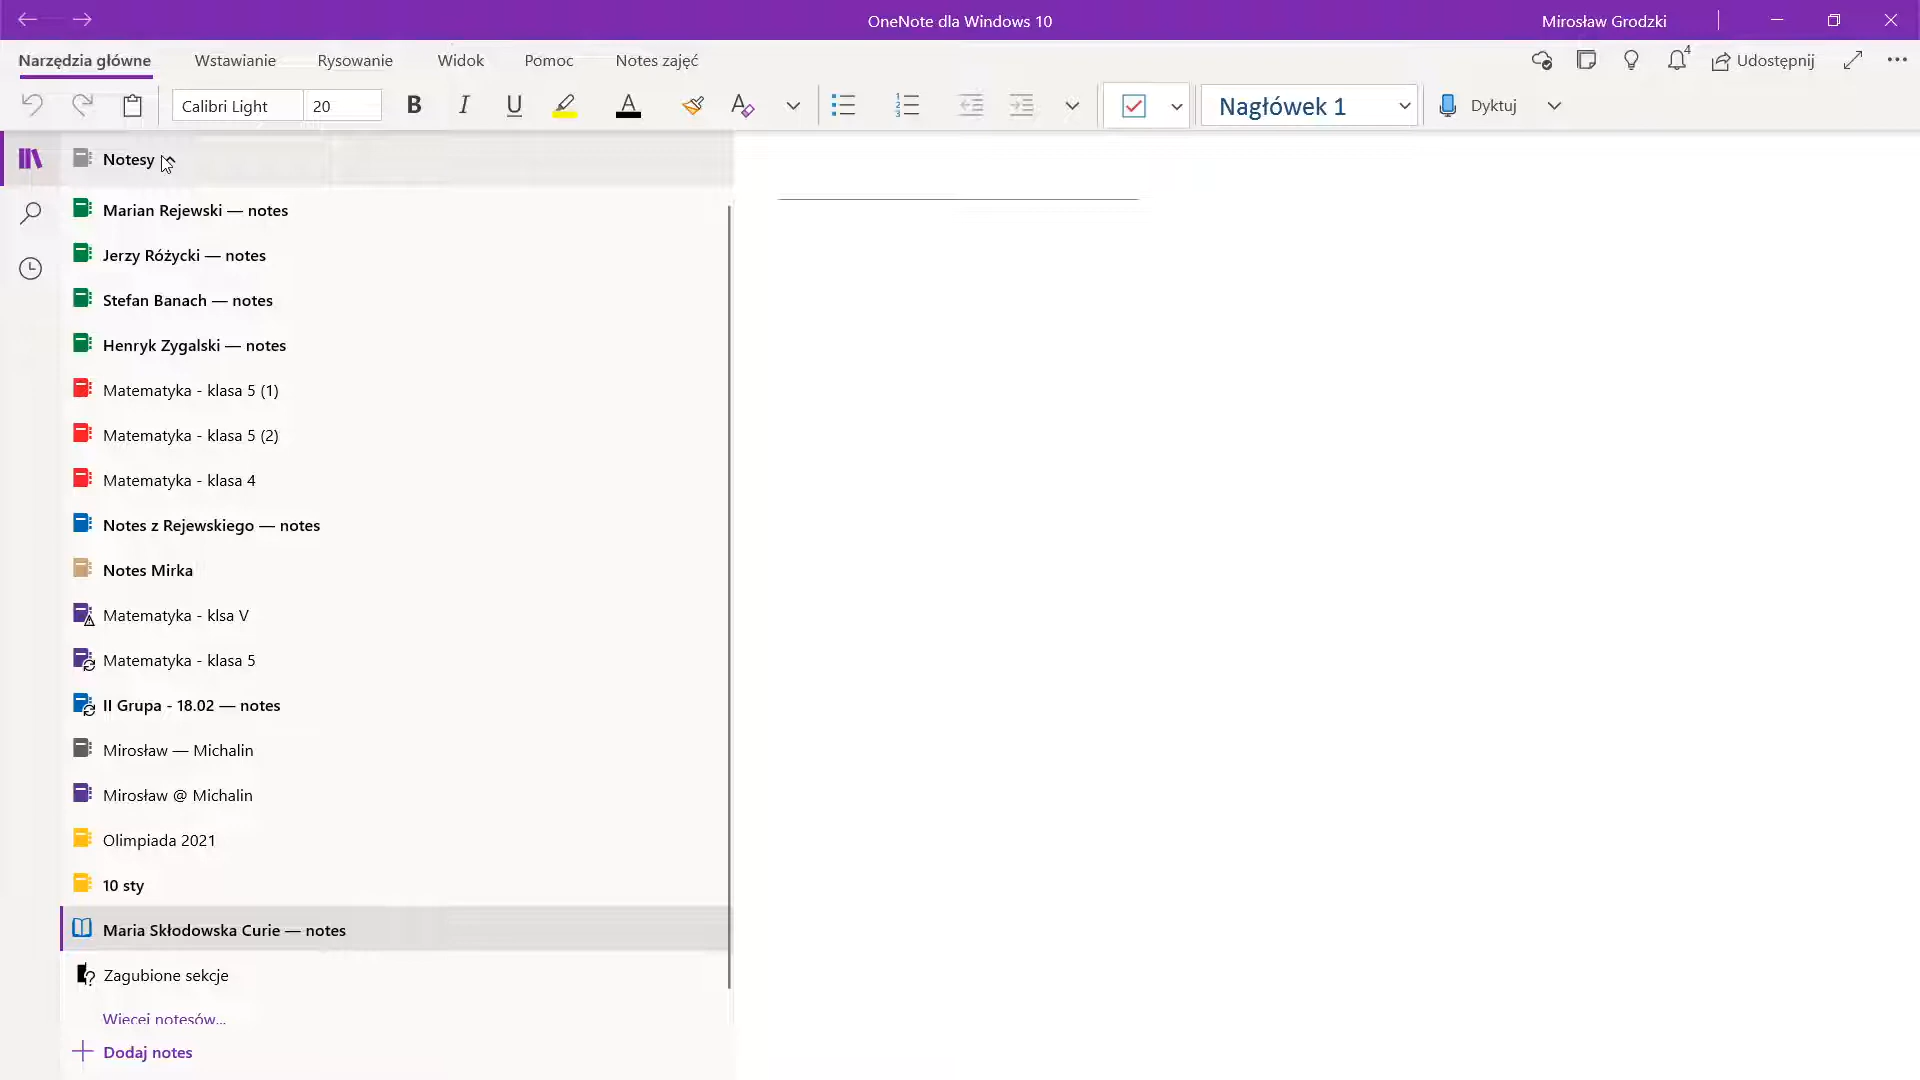 OneNote dla Windows 10
Mirosław Grodzki
Narzędzia główne Wstawianie Rysowanie Widok Pomoc Notes zajęć
4
Udostępnij
Calibri Light 20 B I U A A Nagłówek 1 Dyktuj
Notesy
Marian Rejewski — notes
Jerzy Różycki — notes
Stefan Banach — notes
Henryk Zygalski — notes
Matematyka - klasa 5 (1)
Matematyka - klasa 5 (2)
Matematyka - klasa 4
Notes z Rejewskiego — notes
Notes Mirka
Matematyka - klsa V
Matematyka - klasa 5
II Grupa - 18.02 — notes
Mirosław — Michalin
Mirosław @ Michalin
Olimpiada 2021
10 sty
Maria Skłodowska Curie — notes
Zagubione sekcje
Więcej notesów...
Dodaj notes